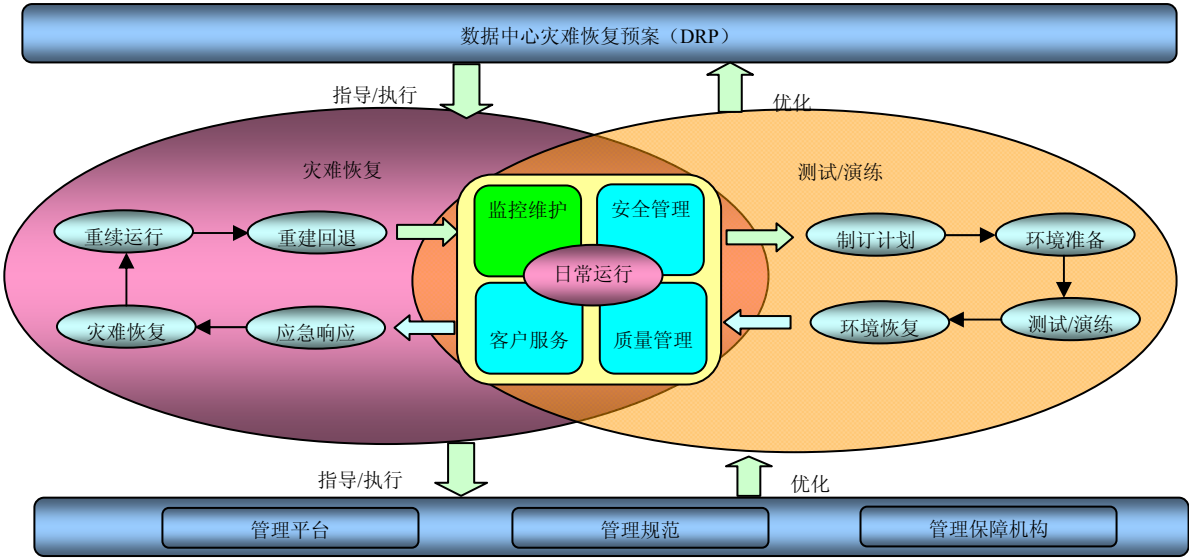 数据中心灾难恢复预案（DRP）
指导/执行
优化
灾难恢复
测试/演练
监控维护
安全管理
重续运行
重建回退
制订计划
环境准备
日常运行
灾难恢复
应急响应
客户服务
质量管理
环境恢复
测试/演练
指导/执行
优化
管理平台
管理规范
管理保障机构